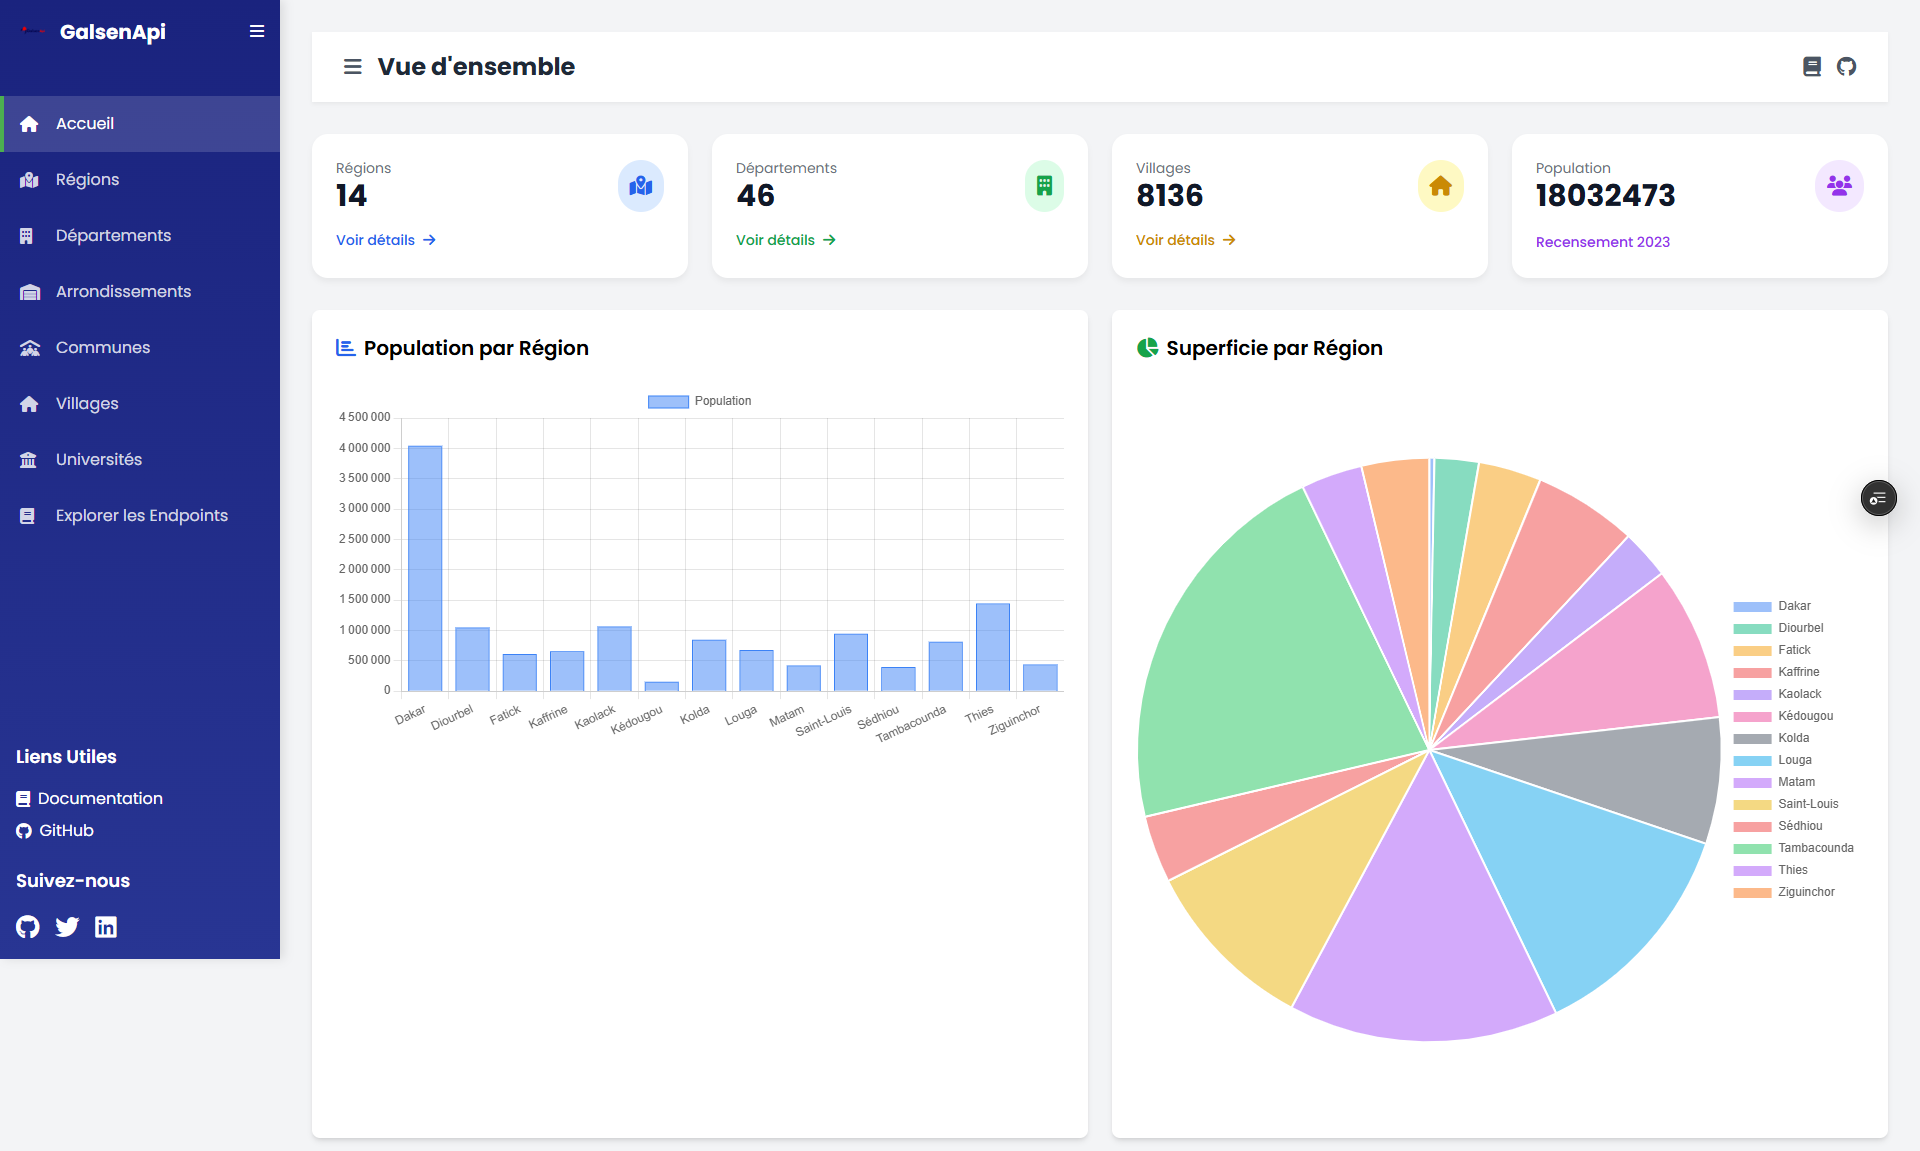 GalsenApi
Accueil
Régions
Départements
Arrondissements
Communes
Villages
Universités
Explorer les Endpoints
Liens Utiles
Documentation
GitHub
Suivez-nous
Vue d'ensemble
Régions
14
Voir détails
Départements
46
Voir détails
Villages
8136
Voir détails
Population
18032473
Recensement 2023
Population par Région
Population
4 500 000
4 000 000
3 500 000
3 000 000
2 500 000
2 000 000
1 500 000
1 000 000
500 000
0
Dakar
Diourbel
Fatick
Kaffrine
Kaolack
Kédougou
Kolda
Louga
Matam
Saint-Louis
Sédhiou
Tambacounda
Thies
Ziguinchor
Superficie par Région
Dakar
Diourbel
Fatick
Kaffrine
Kaolack
Kédougou
Kolda
Louga
Matam
Saint-Louis
Sédhiou
Tambacounda
Thies
Ziguinchor